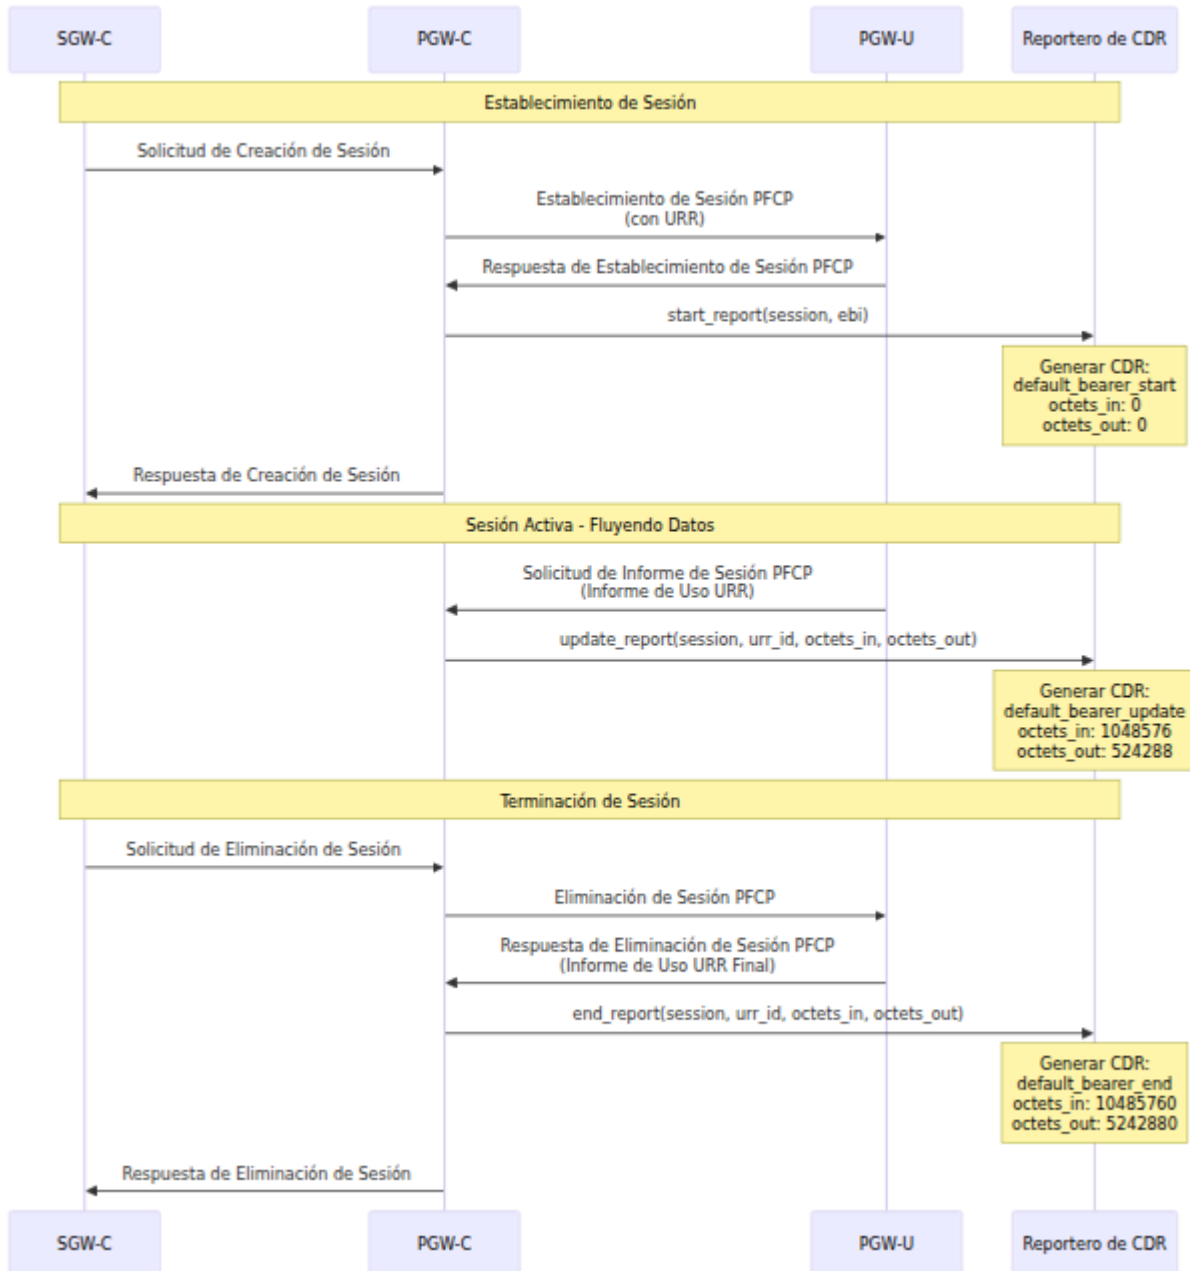 SGW-C
PGW-C
PGW-U
Reportero de CDR
Establecimiento de Sesión
Solicitud de Creación de Sesión
Establecimiento de Sesión PFCP
(con URR)
Respuesta de Establecimiento de Sesión PFCP
start_report(session, ebi)
Generar CDR:
default_bearer_start
octets_in: 0
octets_out: 0
Respuesta de Creación de Sesión
Sesión Activa - Fluyendo Datos
Solicitud de Informe de Sesión PFCP
(Informe de Uso URR)
update_report(session, urr_id, octets_in, octets_out)
Generar CDR:
default_bearer_update
octets_in: 1048576
octets_out: 524288
Terminación de Sesión
Solicitud de Eliminación de Sesión
Eliminación de Sesión PFCP
Respuesta de Eliminación de Sesión PFCP
(Informe de Uso URR Final)
end_report(session, urr_id, octets_in, octets_out)
Generar CDR:
default_bearer_end
octets_in: 10485760
octets_out: 5242880
Respuesta de Eliminación de Sesión
SGW-C
PGW-C
PGW-U
Reportero de CDR